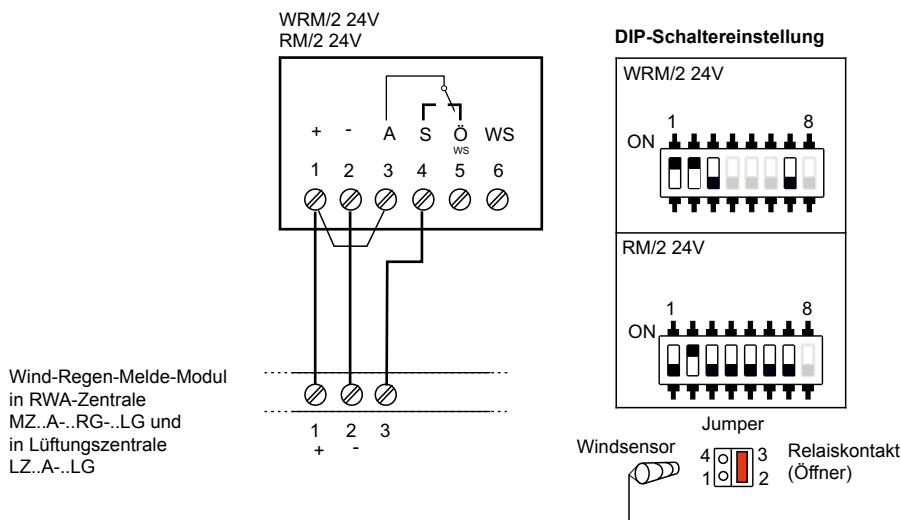 WRM/2 24V
RM/2 24V
+ - A S Ö WS
WS
1 2 3 4 5 6
Wind-Regen-Melde-Modul
in RWA-Zentrale
MZ..A-..RG-..LG und
in Lüftungszentrale
LZ..A-..LG
1 2 3
+ -
DIP-Schaltereinstellung
WRM/2 24V
1 8
ON
RM/2 24V
1 8
ON
Jumper
Windsensor
4 3 Relaiskontakt
1 2 (Öffner)